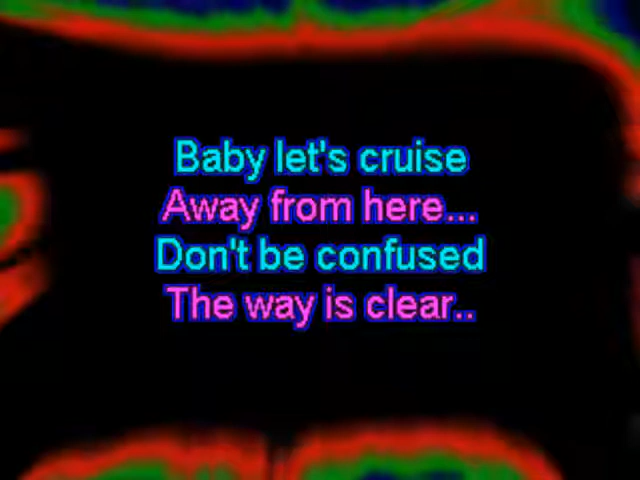 Baby let's cruise
Away from here...
Don't be confused
The way is clear..